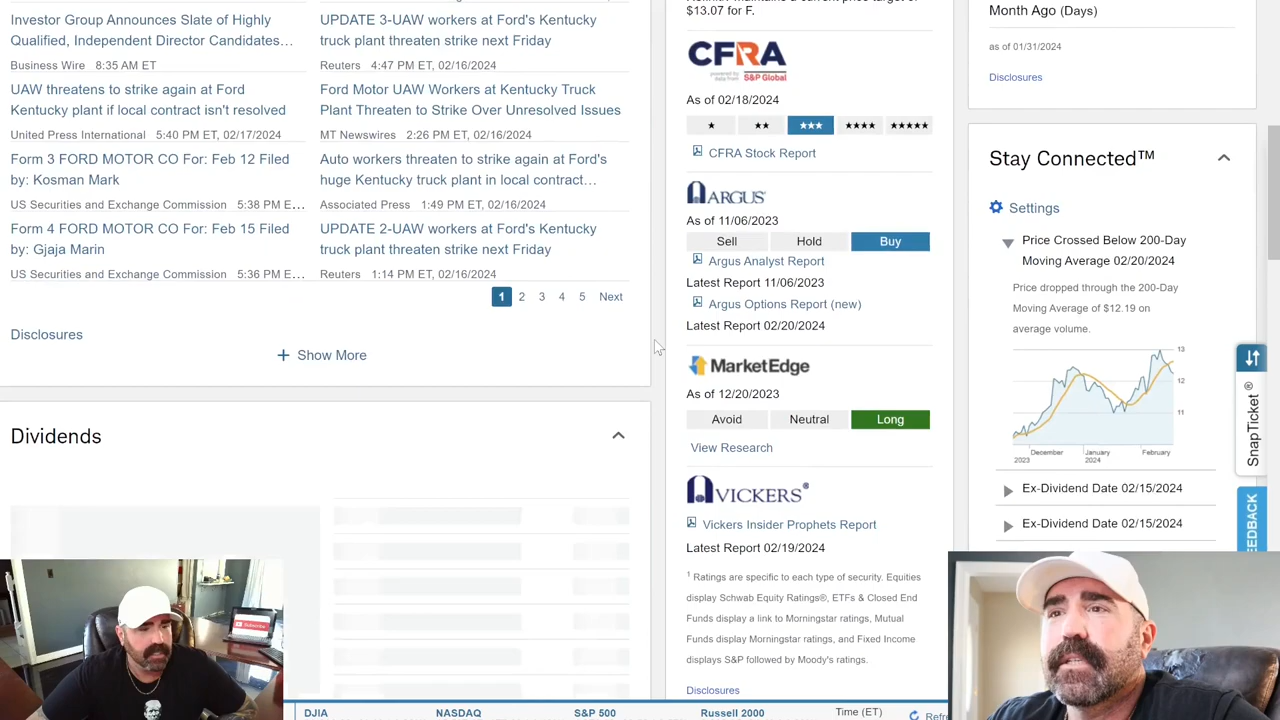 Investor Group Announces Slate of Highly
Qualified, Independent Director Candidates…
Business Wire 8:35 AM ET
UAW threatens to strike again at Ford
Kentucky plant if local contract isn't resolved
United Press International 5:40 PM ET, 02/17/2024
Form 3 FORD MOTOR CO For: Feb 12 Filed
by: Kosman Mark
US Securities and Exchange Commission 5:38 PM E…
Form 4 FORD MOTOR CO For: Feb 15 Filed
by: Gjaja Marin
US Securities and Exchange Commission 5:36 PM E…
UPDATE 3-UAW workers at Ford's Kentucky
truck plant threaten strike next Friday
Reuters 4:47 PM ET, 02/16/2024
Ford Motor UAW Workers at Kentucky Truck
Plant Threaten to Strike Over Unresolved Issues
MT Newswires 2:26 PM ET, 02/16/2024
Auto workers threaten to strike again at Ford's
huge Kentucky truck plant in local contract…
Associated Press 1:49 PM ET, 02/16/2024
UPDATE 2-UAW workers at Ford's Kentucky
truck plant threaten strike next Friday
Reuters 1:14 PM ET, 02/16/2024
1 2 3 4 5 Next
Disclosures
+ Show More
Dividends
$13.07 for F.
CFRA
powered by
data from S&P Global
As of 02/18/2024
★ ★★ ★★★ ★★★★ ★★★★★
CFRA Stock Report
ARGUS
As of 11/06/2023
Sell Hold Buy
Argus Analyst Report
Latest Report 11/06/2023
Argus Options Report (new)
Latest Report 02/20/2024
MarketEdge
As of 12/20/2023
Avoid Neutral Long
View Research
VICKERS®
Vickers Insider Prophets Report
Latest Report 02/19/2024
1 Ratings are specific to each type of security. Equities
display Schwab Equity Ratings®, ETFs & Closed End
Funds display a link to Morningstar ratings, Mutual
Funds display Morningstar ratings, and Fixed Income
displays S&P followed by Moody's ratings.
Disclosures
Month Ago (Days)
as of 01/31/2024
Disclosures
Stay Connected™
Settings
Price Crossed Below 200-Day
Moving Average 02/20/2024
Price dropped through the 200-Day
Moving Average of $12.19 on
average volume.
13
12
11
December January February
2023 2024
Ex-Dividend Date 02/15/2024
Ex-Dividend Date 02/15/2024
SnapTicket®
FEEDBACK
Subscribe
DJIA NASDAQ S&P 500 Russell 2000 Time (ET) Refre